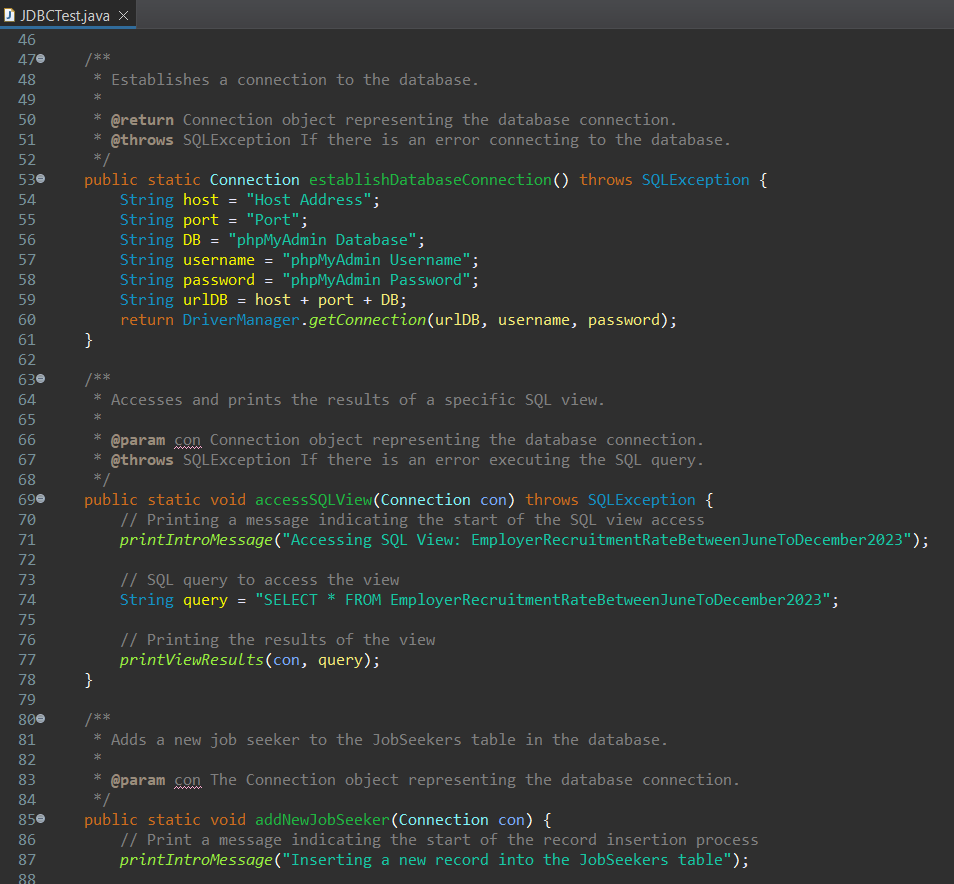 JDBCTest.java
46
47 /**
48 * Establishes a connection to the database.
49 *
50 * @return Connection object representing the database connection.
51 * @throws SQLException If there is an error connecting to the database.
52 */
53 public static Connection establishDatabaseConnection() throws SQLException {
54 String host = "Host Address";
55 String port = "Port";
56 String DB = "phpMyAdmin Database";
57 String username = "phpMyAdmin Username";
58 String password = "phpMyAdmin Password";
59 String urlDB = host + port + DB;
60 return DriverManager.getConnection(urlDB, username, password);
61 }
62
63 /**
64 * Accesses and prints the results of a specific SQL view.
65 *
66 * @param con Connection object representing the database connection.
67 * @throws SQLException If there is an error executing the SQL query.
68 */
69 public static void accessSQLView(Connection con) throws SQLException {
70 // Printing a message indicating the start of the SQL view access
71 printIntroMessage("Accessing SQL View: EmployerRecruitmentRateBetweenJuneToDecember2023");
72
73 // SQL query to access the view
74 String query = "SELECT * FROM EmployerRecruitmentRateBetweenJuneToDecember2023";
75
76 // Printing the results of the view
77 printViewResults(con, query);
78 }
79
80 /**
81 * Adds a new job seeker to the JobSeekers table in the database.
82 *
83 * @param con The Connection object representing the database connection.
84 */
85 public static void addNewJobSeeker(Connection con) {
86 // Print a message indicating the start of the record insertion process
87 printIntroMessage("Inserting a new record into the JobSeekers table");
88